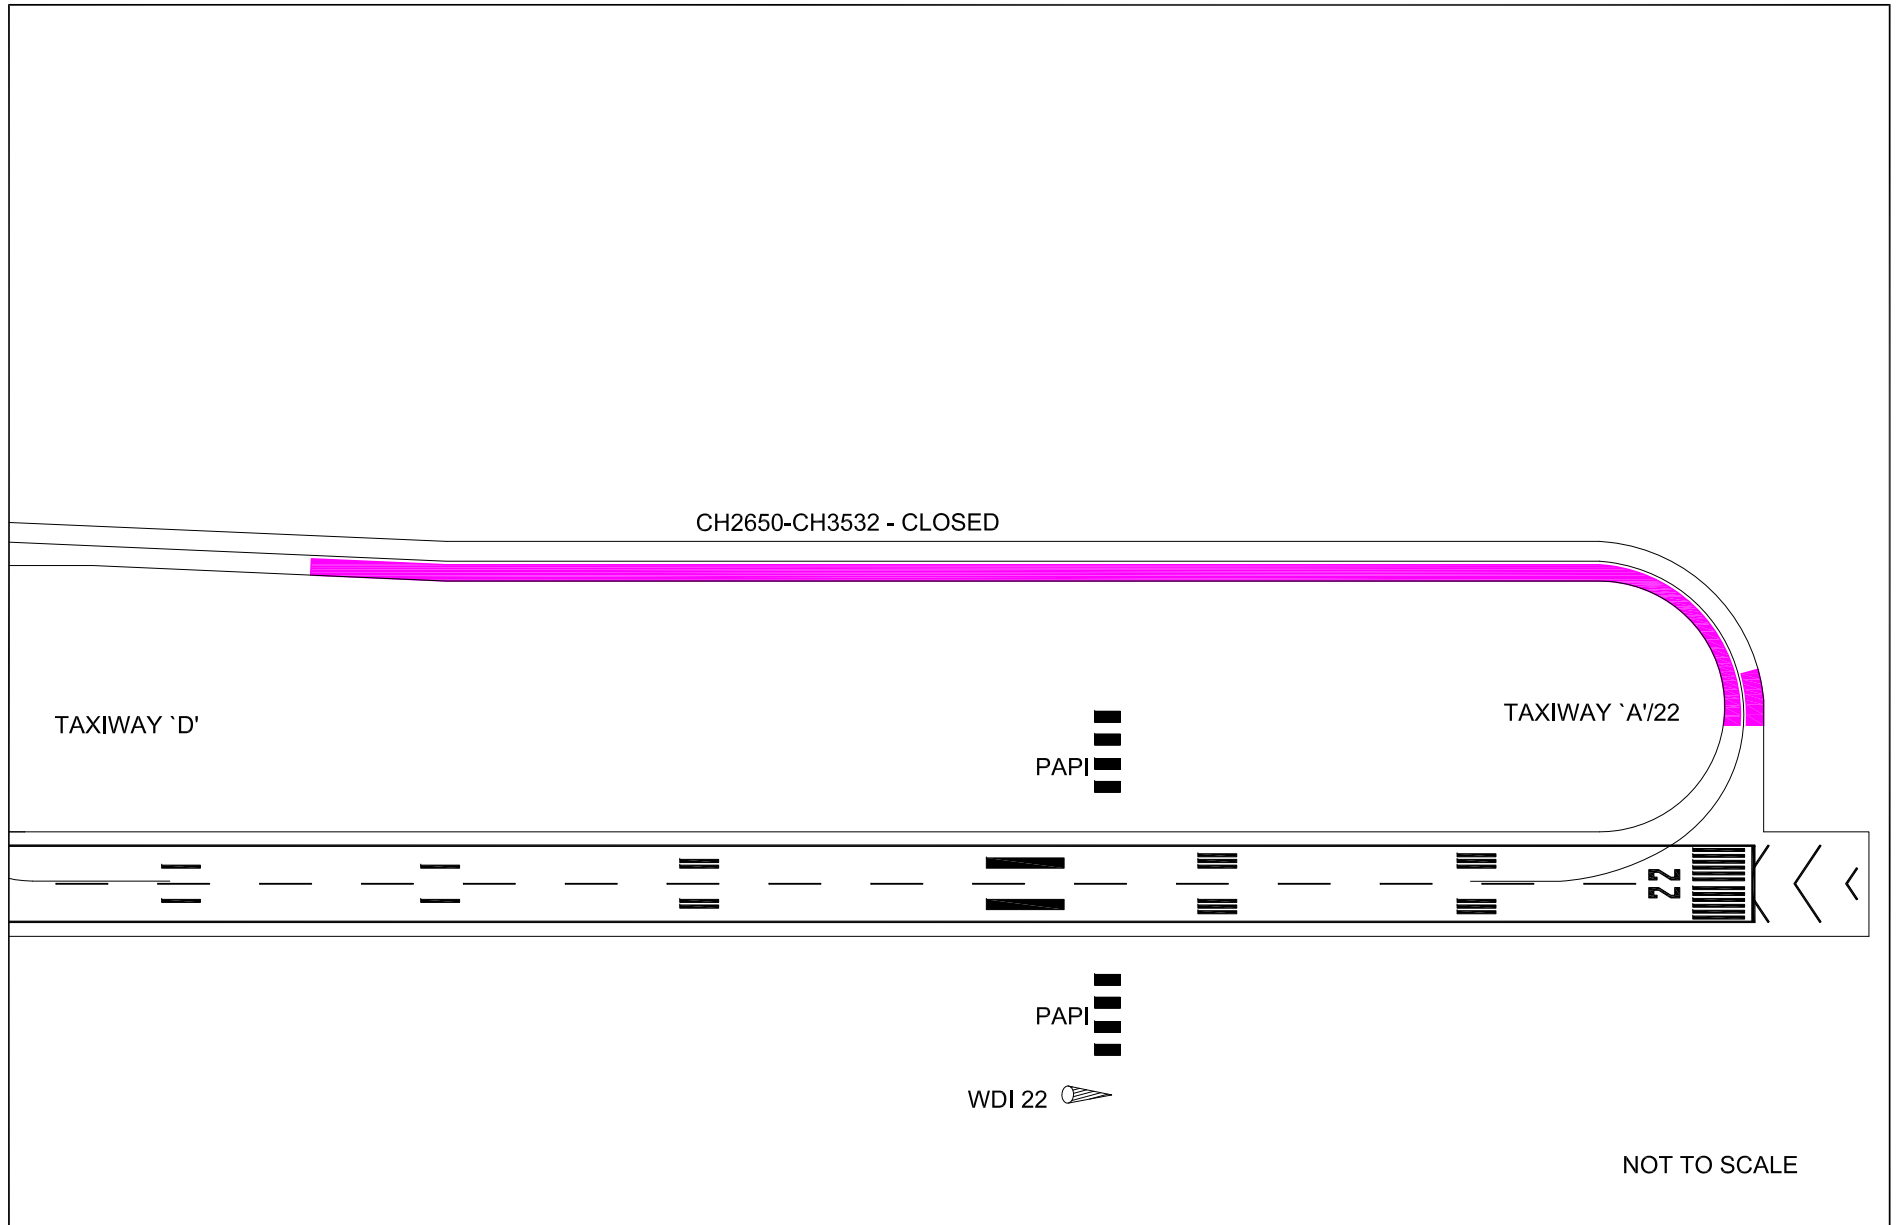 CH2650-CH3532 - CLOSED
TAXIWAY `D'
TAXIWAY `A'/22
PAPI
22
PAPI
WDI 22
NOT TO SCALE